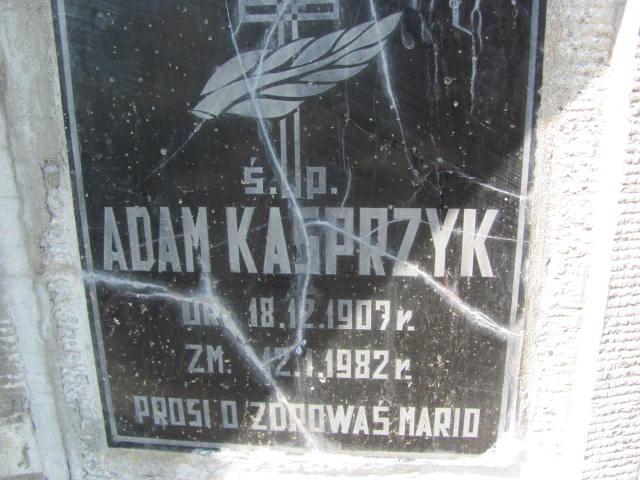 ś. p.
ADAM KASPRZYK
UR. 18.12.1907 r.
ZM. 12.1.1982 r.
PROSI O ZDROWAŚ MARIO